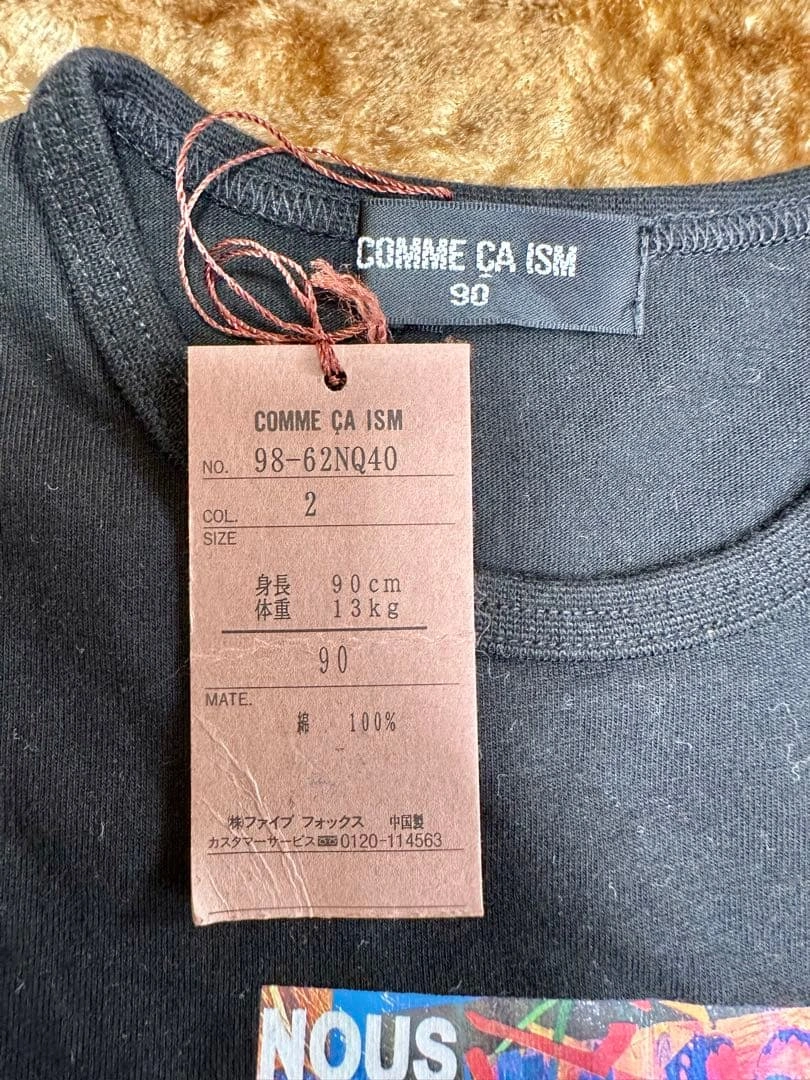 COMME ÇA ISM
90
COMME ÇA ISM
NO. 98-62NQ40
COL. 2
SIZE
身長 90cm
体重 13kg
90
MATE.
綿 100%
㈱ファイブ フォックス 中国製
カスタマーサービス 0120-114563
NOUS